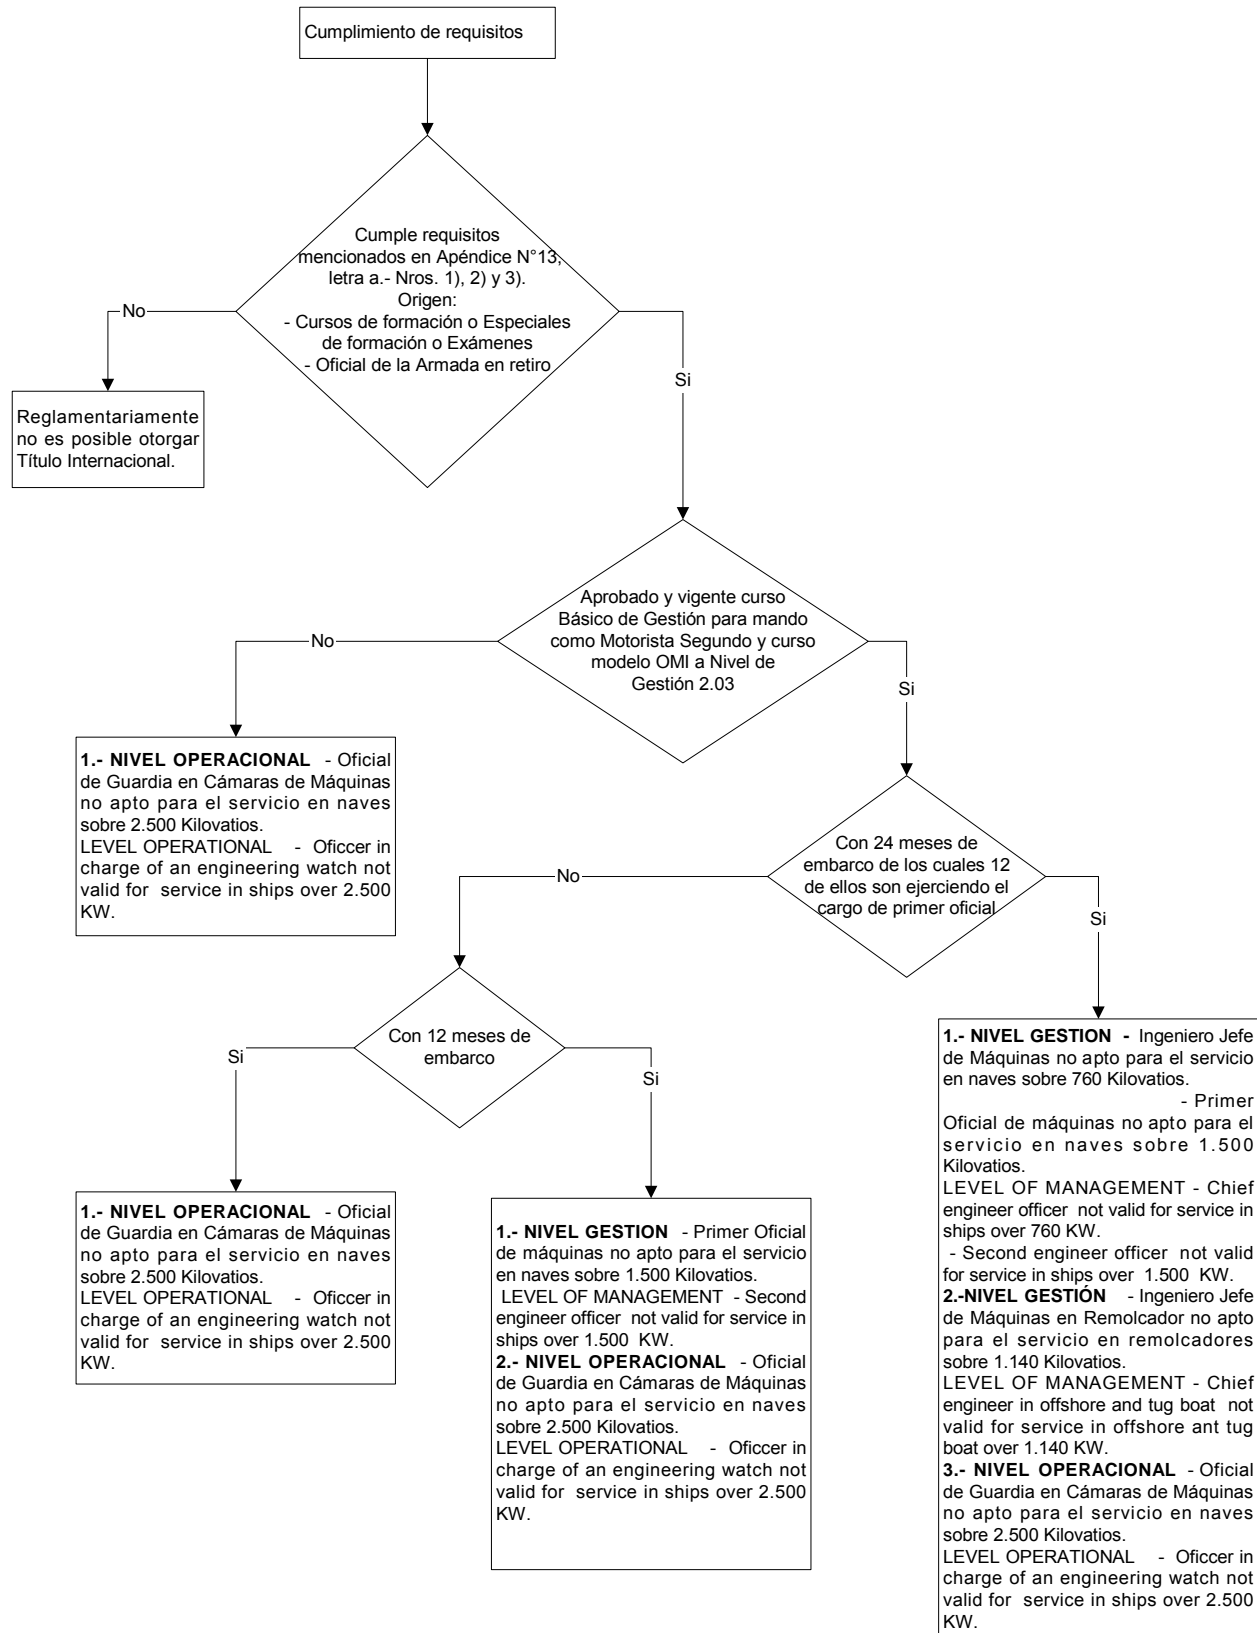 Cumplimiento de requisitos
Cumple requisitos
mencionados en Apéndice N°13,
letra a.- Nros. 1), 2) y 3).
Origen:
- Cursos de formación o Especiales
de formación o Exámenes
- Oficial de la Armada en retiro
No
Si
Reglamentariamente
no es posible otorgar
Título Internacional.
Aprobado y vigente curso
Básico de Gestión para mando
como Motorista Segundo y curso
modelo OMI a Nivel de
Gestión 2.03
No
Si
1.- NIVEL OPERACIONAL - Oficial
de Guardia en Cámaras de Máquinas
no apto para el servicio en naves
sobre 2.500 Kilovatios.
LEVEL OPERATIONAL - Oficcer in
charge of an engineering watch not
valid for service in ships over 2.500
KW.
Con 24 meses de
embarco de los cuales 12
de ellos son ejerciendo el
cargo de primer oficial
No
Si
Con 12 meses de
embarco
Si
Si
1.- NIVEL OPERACIONAL - Oficial
de Guardia en Cámaras de Máquinas
no apto para el servicio en naves
sobre 2.500 Kilovatios.
LEVEL OPERATIONAL - Oficcer in
charge of an engineering watch not
valid for service in ships over 2.500
KW.
1.- NIVEL GESTION - Primer Oficial
de máquinas no apto para el servicio
en naves sobre 1.500 Kilovatios.
LEVEL OF MANAGEMENT - Second
engineer officer not valid for service in
ships over 1.500 KW.
2.- NIVEL OPERACIONAL - Oficial
de Guardia en Cámaras de Máquinas
no apto para el servicio en naves
sobre 2.500 Kilovatios.
LEVEL OPERATIONAL - Oficcer in
charge of an engineering watch not
valid for service in ships over 2.500
KW.
1.- NIVEL GESTION - Ingeniero Jefe
de Máquinas no apto para el servicio
en naves sobre 760 Kilovatios.
- Primer
Oficial de máquinas no apto para el
servicio en naves sobre 1.500
Kilovatios.
LEVEL OF MANAGEMENT - Chief
engineer officer not valid for service in
ships over 760 KW.
- Second engineer officer not valid
for service in ships over 1.500 KW.
2.-NIVEL GESTIÓN - Ingeniero Jefe
de Máquinas en Remolcador no apto
para el servicio en remolcadores
sobre 1.140 Kilovatios.
LEVEL OF MANAGEMENT - Chief
engineer in offshore and tug boat not
valid for service in offshore ant tug
boat over 1.140 KW.
3.- NIVEL OPERACIONAL - Oficial
de Guardia en Cámaras de Máquinas
no apto para el servicio en naves
sobre 2.500 Kilovatios.
LEVEL OPERATIONAL - Oficcer in
charge of an engineering watch not
valid for service in ships over 2.500
KW.